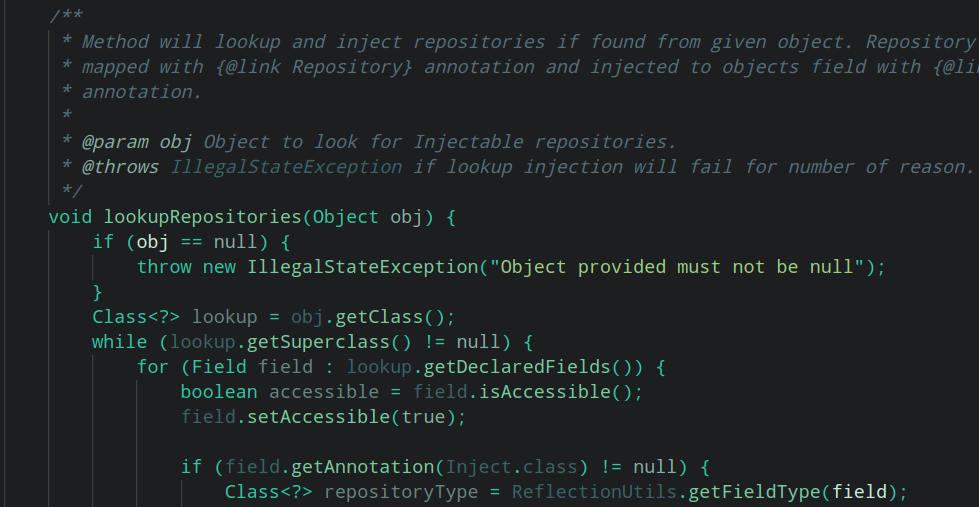 /**
* Method will lookup and inject repositories if found from given object. Repository
* mapped with {@link Repository} annotation and injected to objects field with {@li
* annotation.
*
* @param obj Object to look for Injectable repositories.
* @throws IllegalStateException if lookup injection will fail for number of reason.
*/
void lookupRepositories(Object obj) {
if (obj == null) {
throw new IllegalStateException("Object provided must not be null");
}
Class<?> lookup = obj.getClass();
while (lookup.getSuperclass() != null) {
for (Field field : lookup.getDeclaredFields()) {
boolean accessible = field.isAccessible();
field.setAccessible(true);
if (field.getAnnotation(Inject.class) != null) {
Class<?> repositoryType = ReflectionUtils.getFieldType(field);